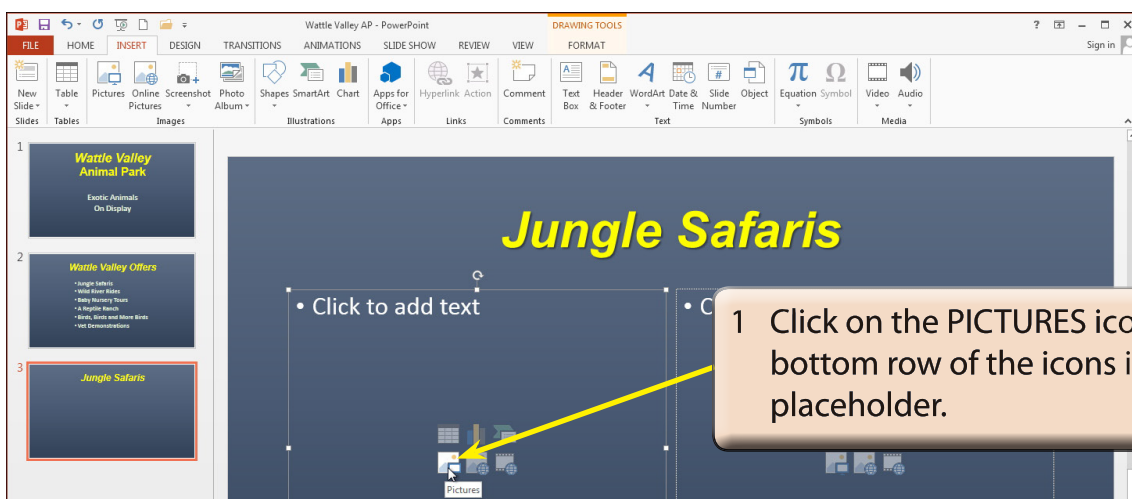 Wattle Valley AP - PowerPoint
DRAWING TOOLS
?
FILE HOME INSERT DESIGN TRANSITIONS ANIMATIONS SLIDE SHOW REVIEW VIEW FORMAT
Sign in
New Slide
Table
Pictures
Online Pictures
Screenshot
Photo Album
Shapes
SmartArt
Chart
Apps for Office
Hyperlink
Action
Comment
Text Box
Header & Footer
WordArt
Date & Time
Slide Number
Object
Equation
Symbol
Video
Audio
Slides Tables Images Illustrations Apps Links Comments Text Symbols Media
1
Wattle Valley
Animal Park
Exotic Animals
On Display
2
Wattle Valley Offers
• Jungle Safaris
• Wild River Rides
• Baby Nursery Tours
• A Reptile Ranch
• Birds, Birds and More Birds
• Vet Demonstrations
3
Jungle Safaris
Jungle Safaris
• Click to add text
• C
1 Click on the PICTURES ico
bottom row of the icons i
placeholder.
Pictures